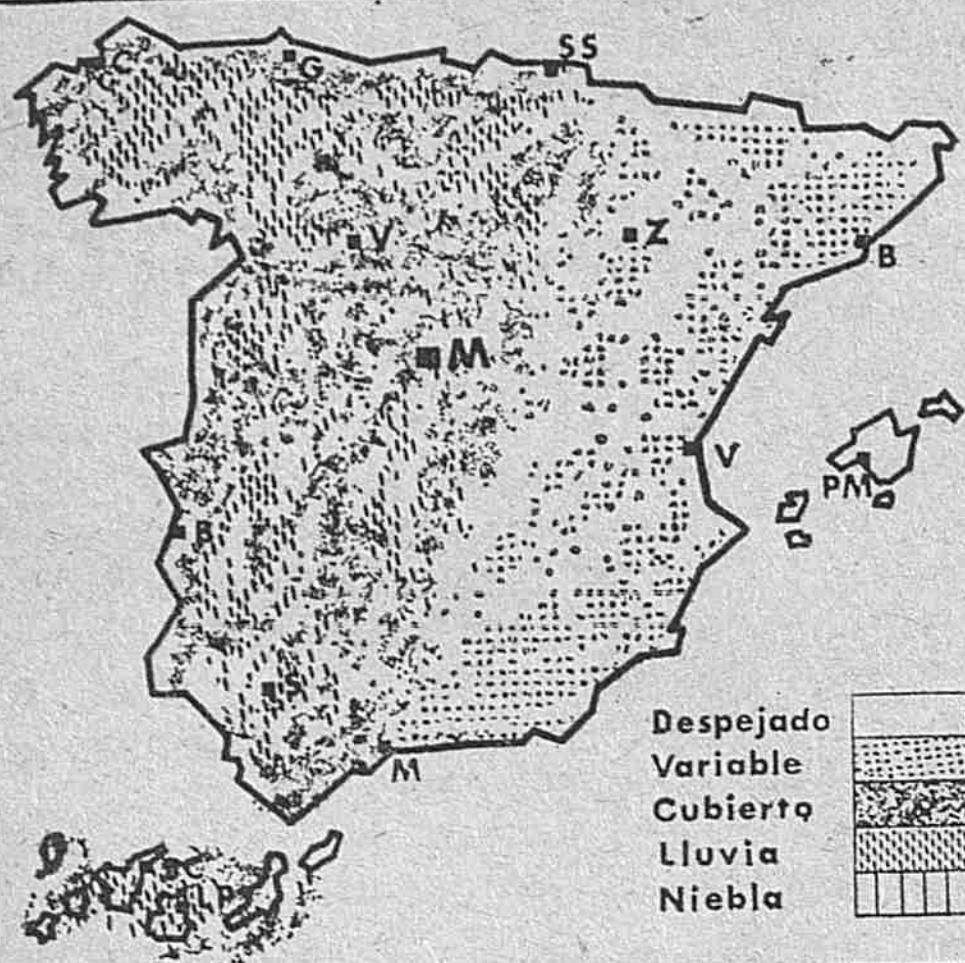 C
G
SS
V
Z
B
M
V
PM
B
S
M
Despejado
Variable
Cubierto
Lluvia
Niebla